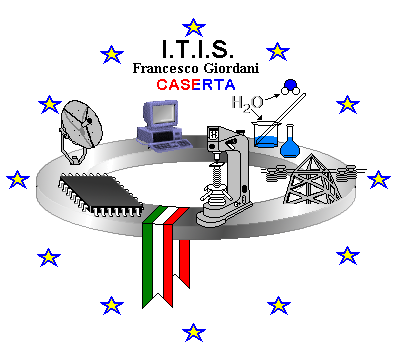 I.T.I.S.
Francesco Giordani
CASERTA
H2O